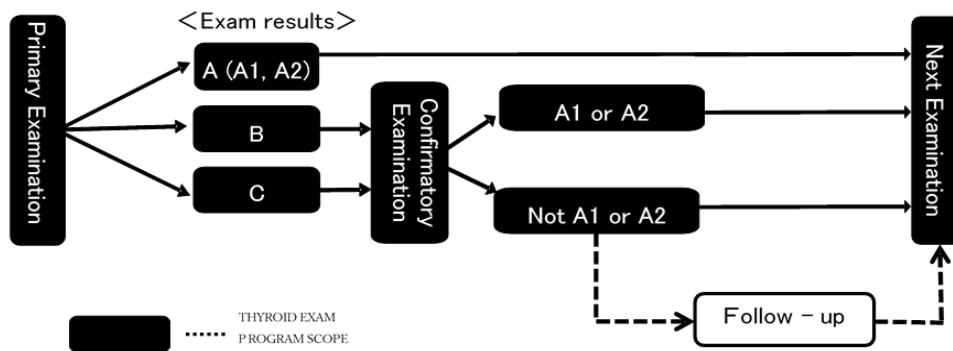 Primary Examination
<Exam results>
A (A1, A2)
B
C
Confirmatory
Examination
A1 or A2
Not A1 or A2
Follow－up
Next Examination
THYROID EXAM
PROGRAM SCOPE